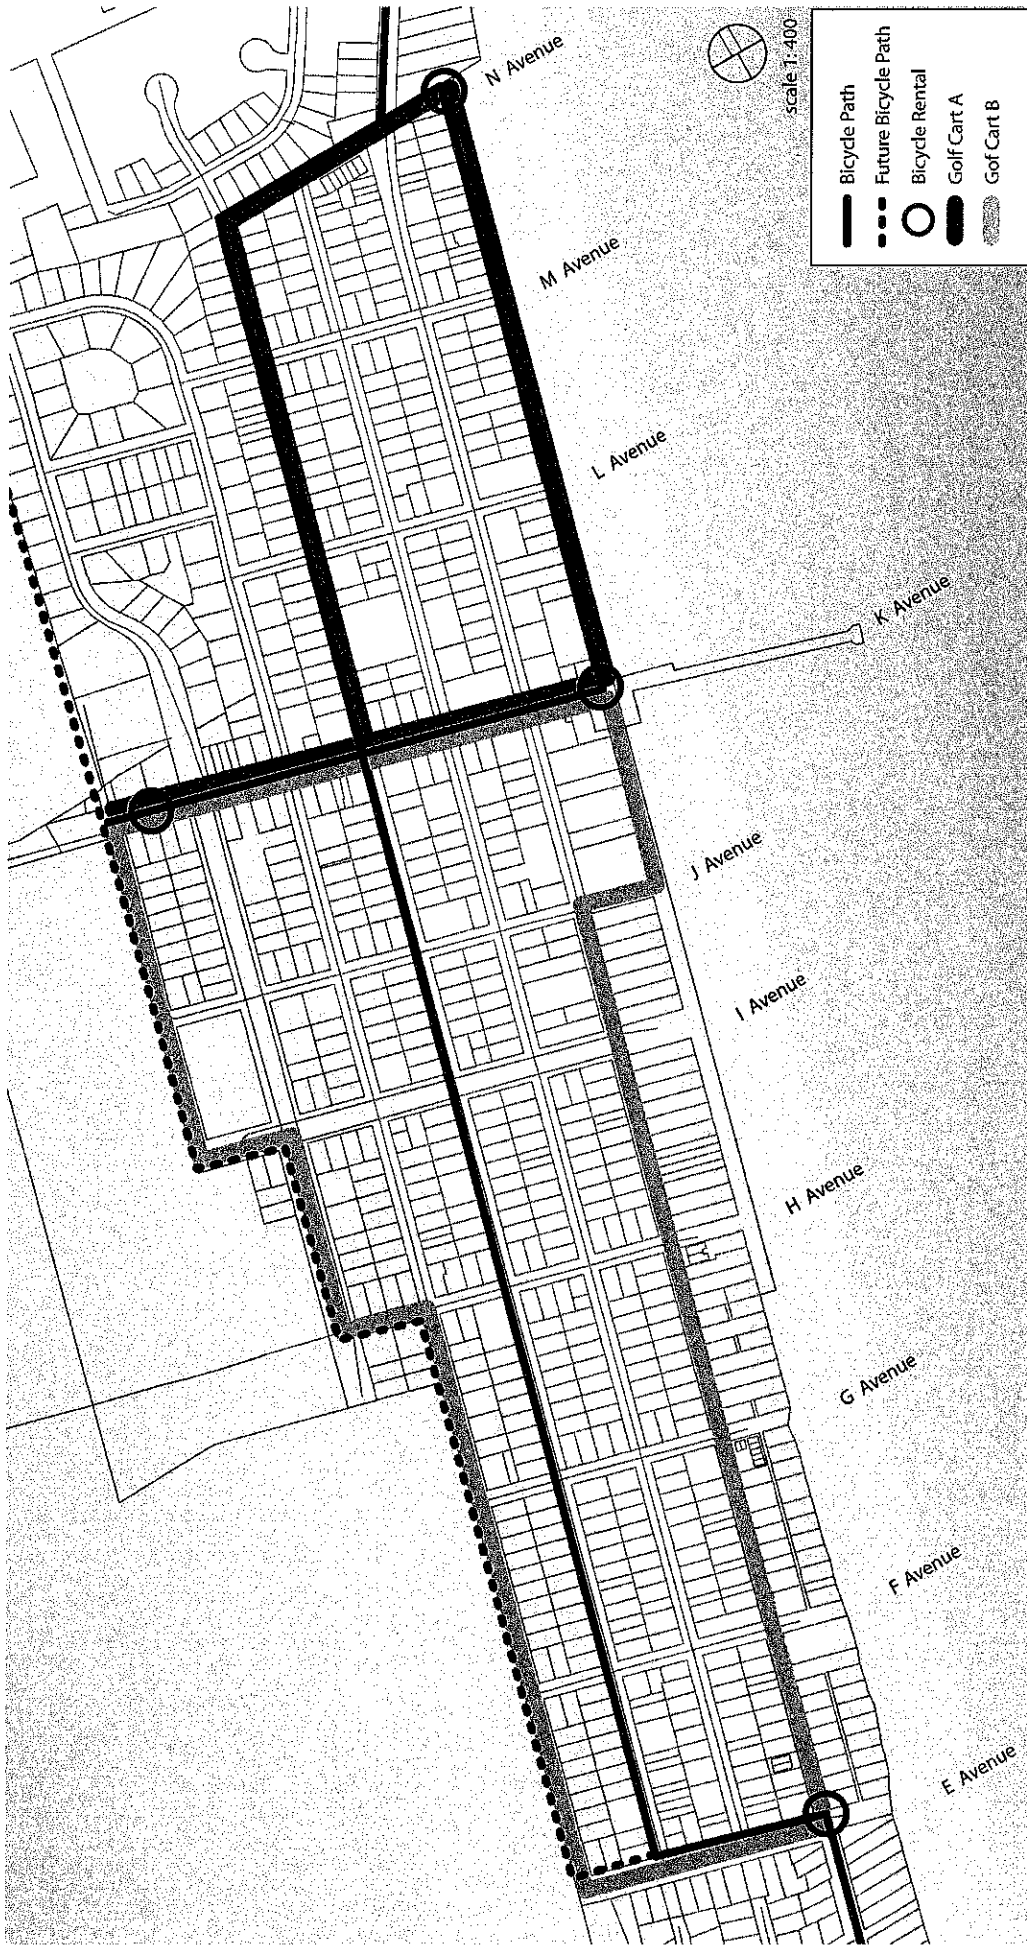 N Avenue
M Avenue
L Avenue
K Avenue
J Avenue
I Avenue
H Avenue
G Avenue
F Avenue
E Avenue
scale 1:400
Bicycle Path
Future Bicycle Path
Bicycle Rental
Golf Cart A
Gof Cart B